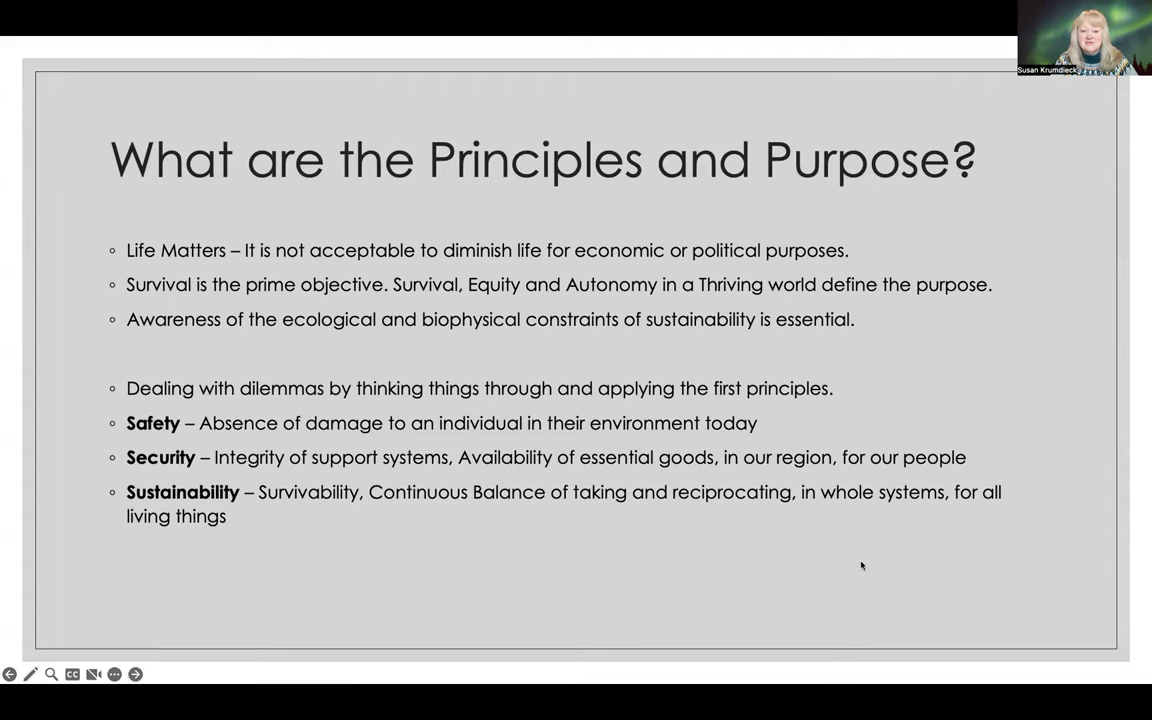 Susan Krumdieck
What are the Principles and Purpose?
Life Matters – It is not acceptable to diminish life for economic or political purposes.
Survival is the prime objective. Survival, Equity and Autonomy in a Thriving world define the purpose.
Awareness of the ecological and biophysical constraints of sustainability is essential.
Dealing with dilemmas by thinking things through and applying the first principles.
Safety – Absence of damage to an individual in their environment today
Security – Integrity of support systems, Availability of essential goods, in our region, for our people
Sustainability – Survivability, Continuous Balance of taking and reciprocating, in whole systems, for all
living things
CC